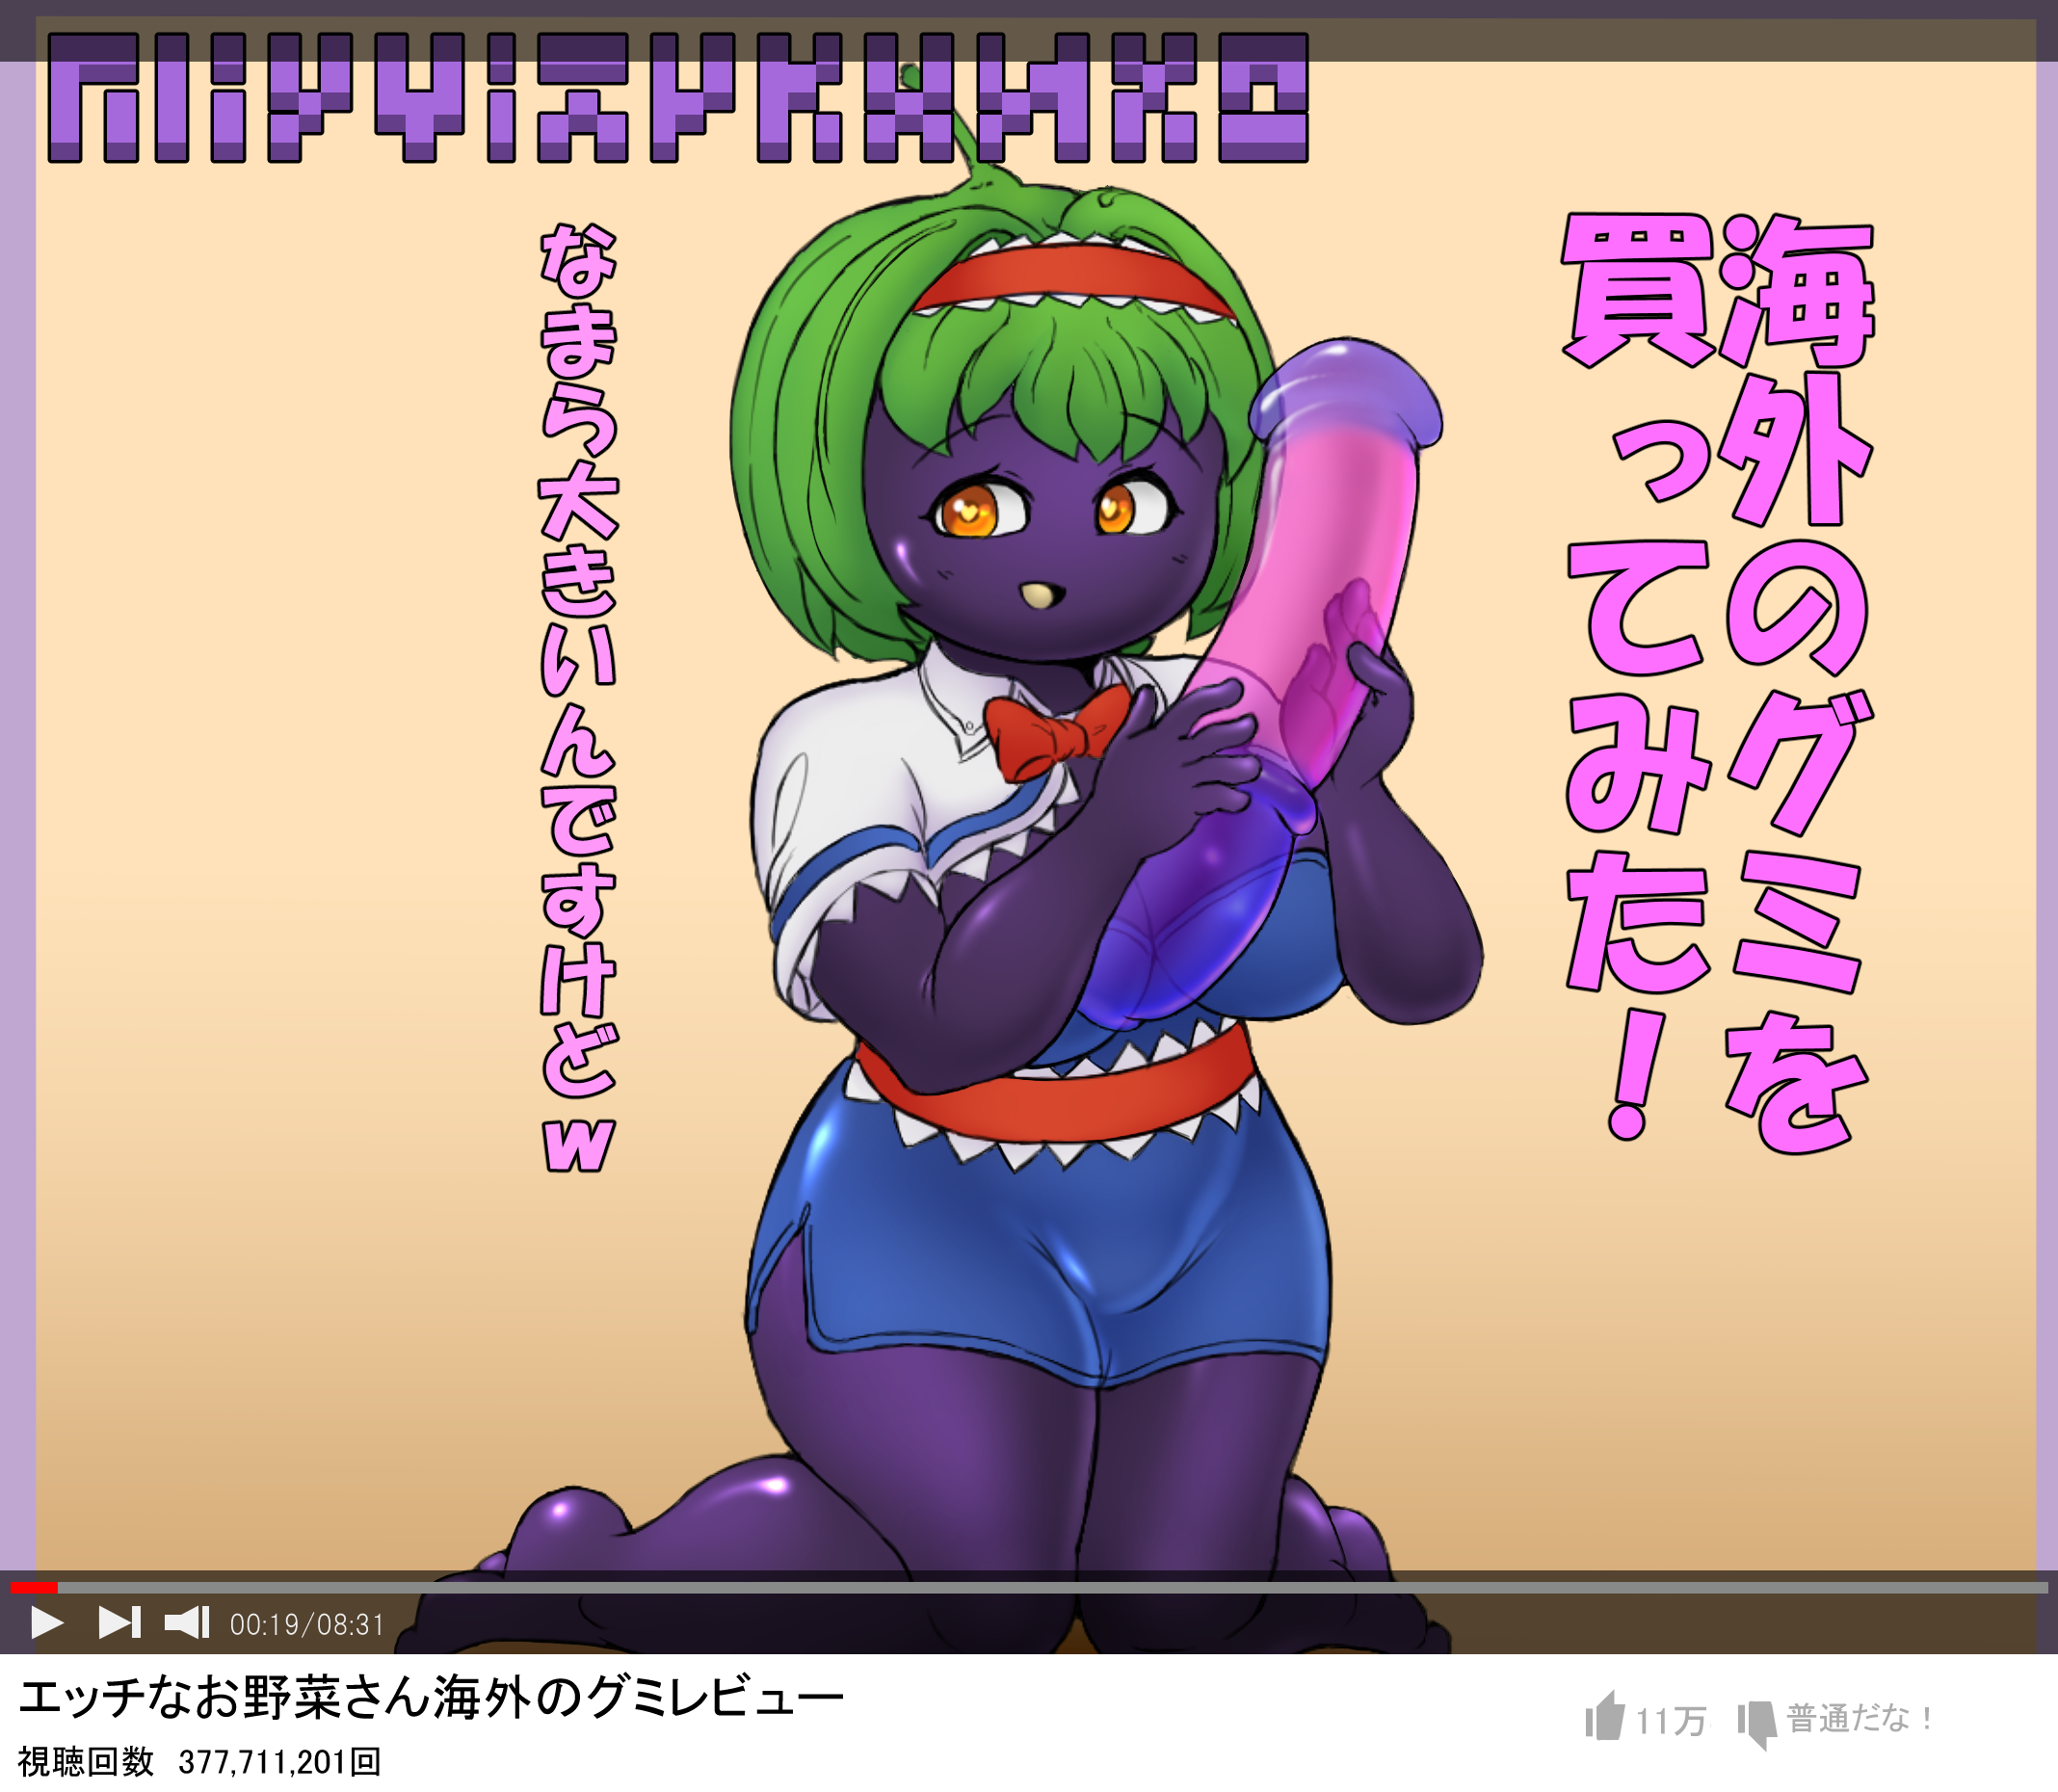 海外のグミを
買ってみた!
なまら大きいんですけどw
00:19/08:31
エッチなお野菜さん海外のグミレビュー
視聴回数 377,711,201回
11万
普通だな!